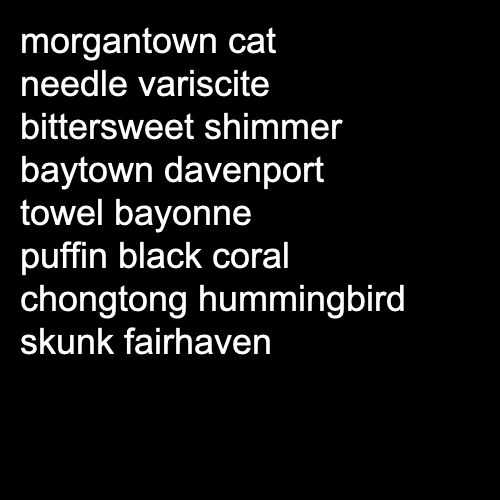 morgantown cat
needle variscite
bittersweet shimmer
baytown davenport
towel bayonne
puffin black coral
chongtong hummingbird
skunk fairhaven